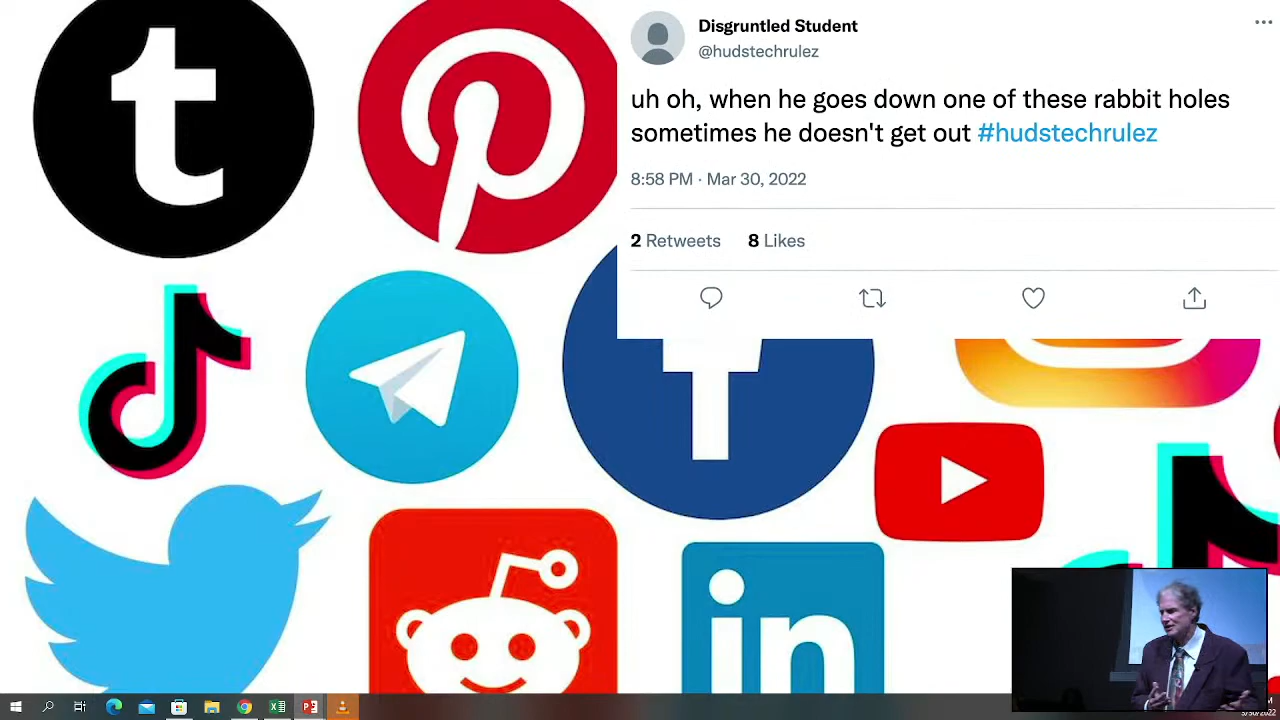 Disgruntled Student
@hudstechrulez
uh oh, when he goes down one of these rabbit holes
sometimes he doesn't get out #hudstechrulez
8:58 PM · Mar 30, 2022
2 Retweets 8 Likes
t
in